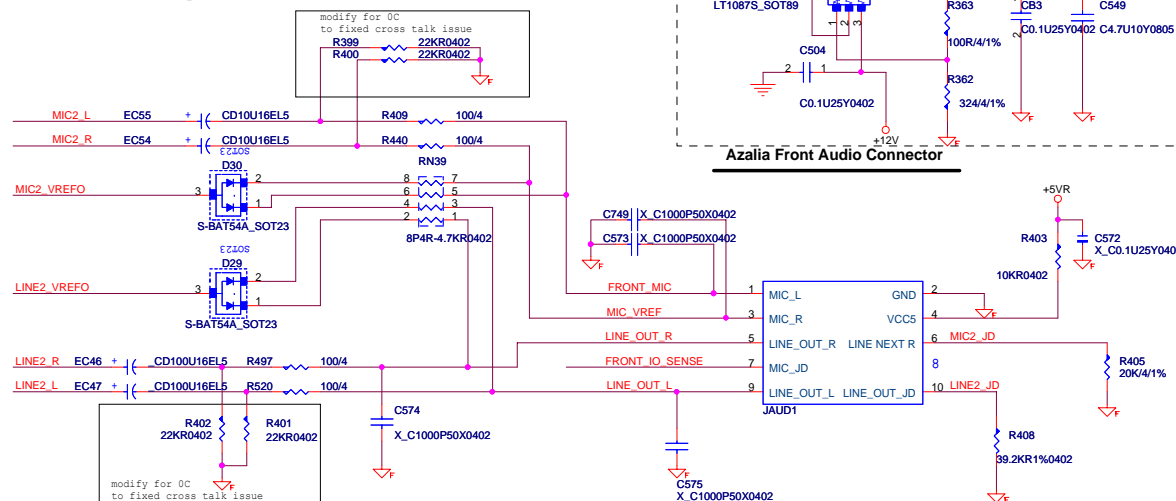 modify for 0C
to fixed cross talk issue
R399 22KR0402
R400 22KR0402
LT1087S_SOT89
1
2
3
R363
100R/4/1%
CB3
C0.1U25Y0402
2
C549
C4.7U10Y0805
C504
2 1
C0.1U25Y0402
R362
324/4/1%
+12V
F
MIC2_L EC55 + CD10U16EL5 R409 100/4
MIC2_R EC54 + CD10U16EL5 R440 100/4
Azalia Front Audio Connector
SOT23
D30
RN39
2 8 7
MIC2_VREFO 3 6 5
1 4 3
S-BAT54A_SOT23 2 1
8P4R-4.7KR0402
SOT23
D29
2
LINE2_VREFO 3
1
S-BAT54A_SOT23
C749 X_C1000P50X0402
C573 X_C1000P50X0402
F
+5VR
R403
10KR0402
C572
X_C0.1U25Y040
F
FRONT_MIC 1 MIC_L GND 2
MIC_VREF 3 MIC_R VCC5 4
LINE_OUT_R 5 LINE_OUT_R LINE NEXT R 6 MIC2_JD
FRONT_IO_SENSE 7 MIC_JD 8
LINE_OUT_L 9 LINE_OUT_L LINE_OUT_JD 10 LINE2_JD
JAUD1
R405
20K/4/1%
F
R408
39.2KR1%0402
F
LINE2_R EC46 + CD100U16EL5 R497 100/4
LINE2_L EC47 + CD100U16EL5 R520 100/4
R402
22KR0402
R401
22KR0402
F
C574
X_C1000P50X0402
F
C575
X_C1000P50X0402
F
modify for 0C
to fixed cross talk issue